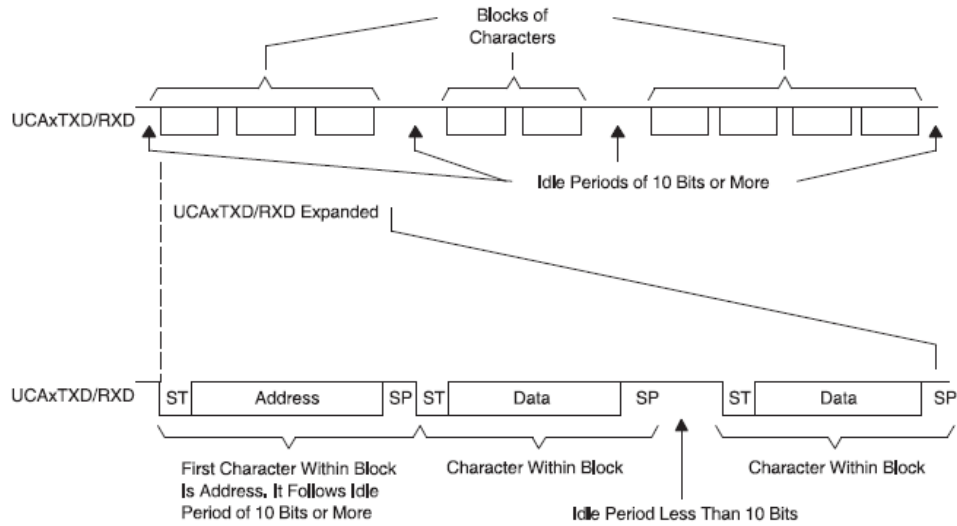 Blocks of
Characters
UCAxTXD/RXD
Idle Periods of 10 Bits or More
UCAxTXD/RXD Expanded
UCAxTXD/RXD
ST
Address
SP
ST
Data
SP
ST
Data
SP
First Character Within Block
Is Address. It Follows Idle
Period of 10 Bits or More
Character Within Block
Character Within Block
Idle Period Less Than 10 Bits